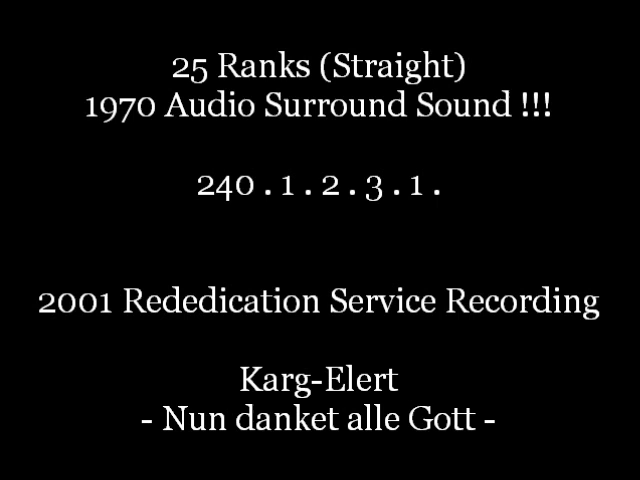 25 Ranks (Straight)
1970 Audio Surround Sound !!!
240 . 1 . 2 . 3 . 1 .
2001 Rededication Service Recording
Karg-Elert
- Nun danket alle Gott -